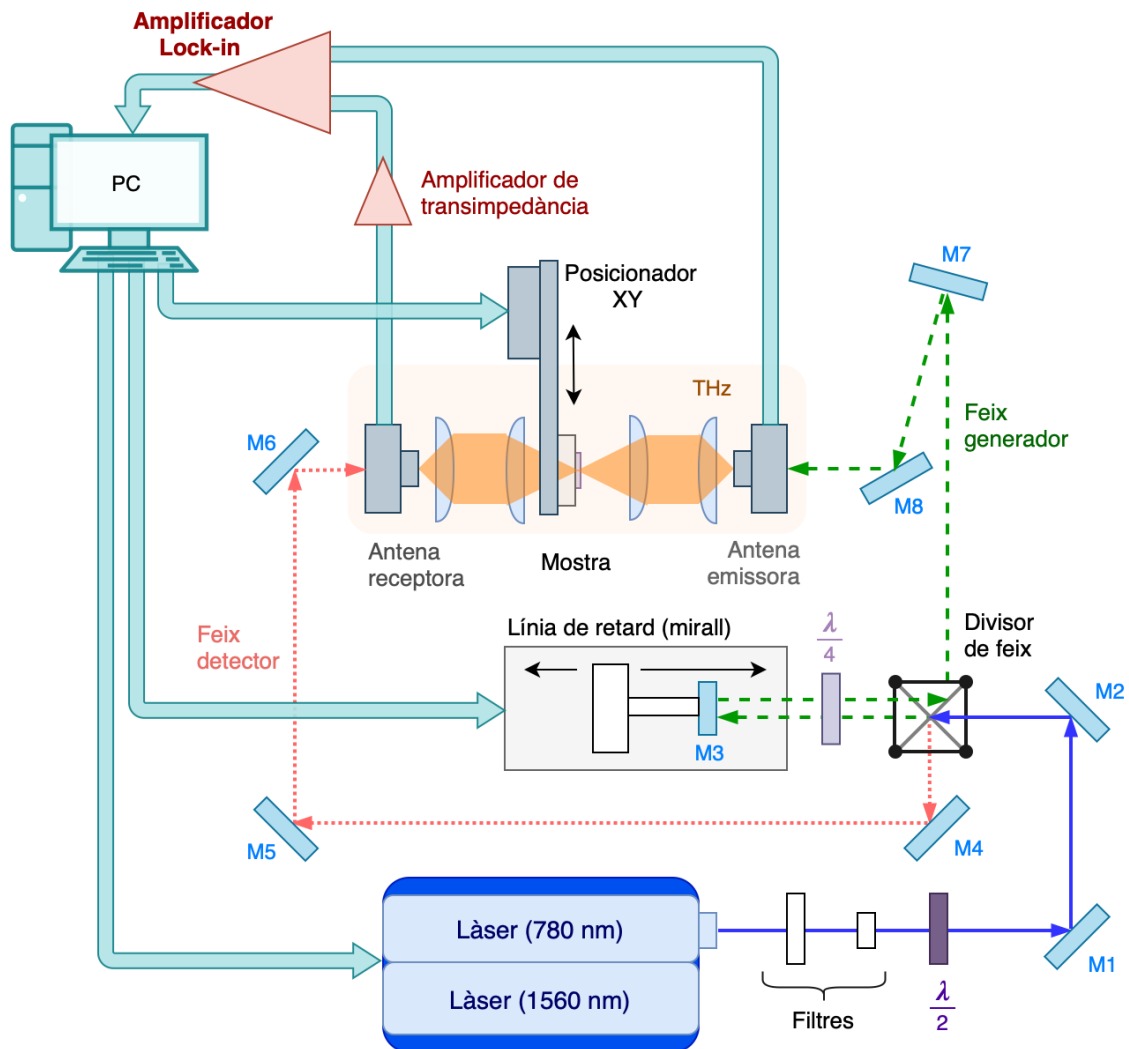 Amplificador
Lock-in
PC
Amplificador de
transimpedància
Posicionador
XY
M7
THz
Feix
generador
M6
M8
Antena
receptora
Mostra
Antena
emissora
Feix
detector
Línia de retard (mirall)
λ
4
Divisor
de feix
M2
M3
M5
M4
Làser (780 nm)
M1
Làser (1560 nm)
Filtres
λ
2